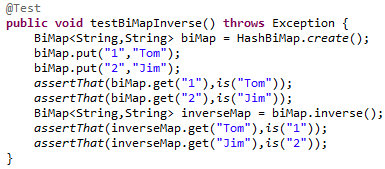 @Test
public void testBiMapInverse() throws Exception {
    BiMap<String,String> biMap = HashBiMap.create();
    biMap.put("1","Tom");
    biMap.put("2","Jim");
    assertThat(biMap.get("1"),is("Tom"));
    assertThat(biMap.get("2"),is("Jim"));
    BiMap<String,String> inverseMap = biMap.inverse();
    assertThat(inverseMap.get("Tom"),is("1"));
    assertThat(inverseMap.get("Jim"),is("2"));
}